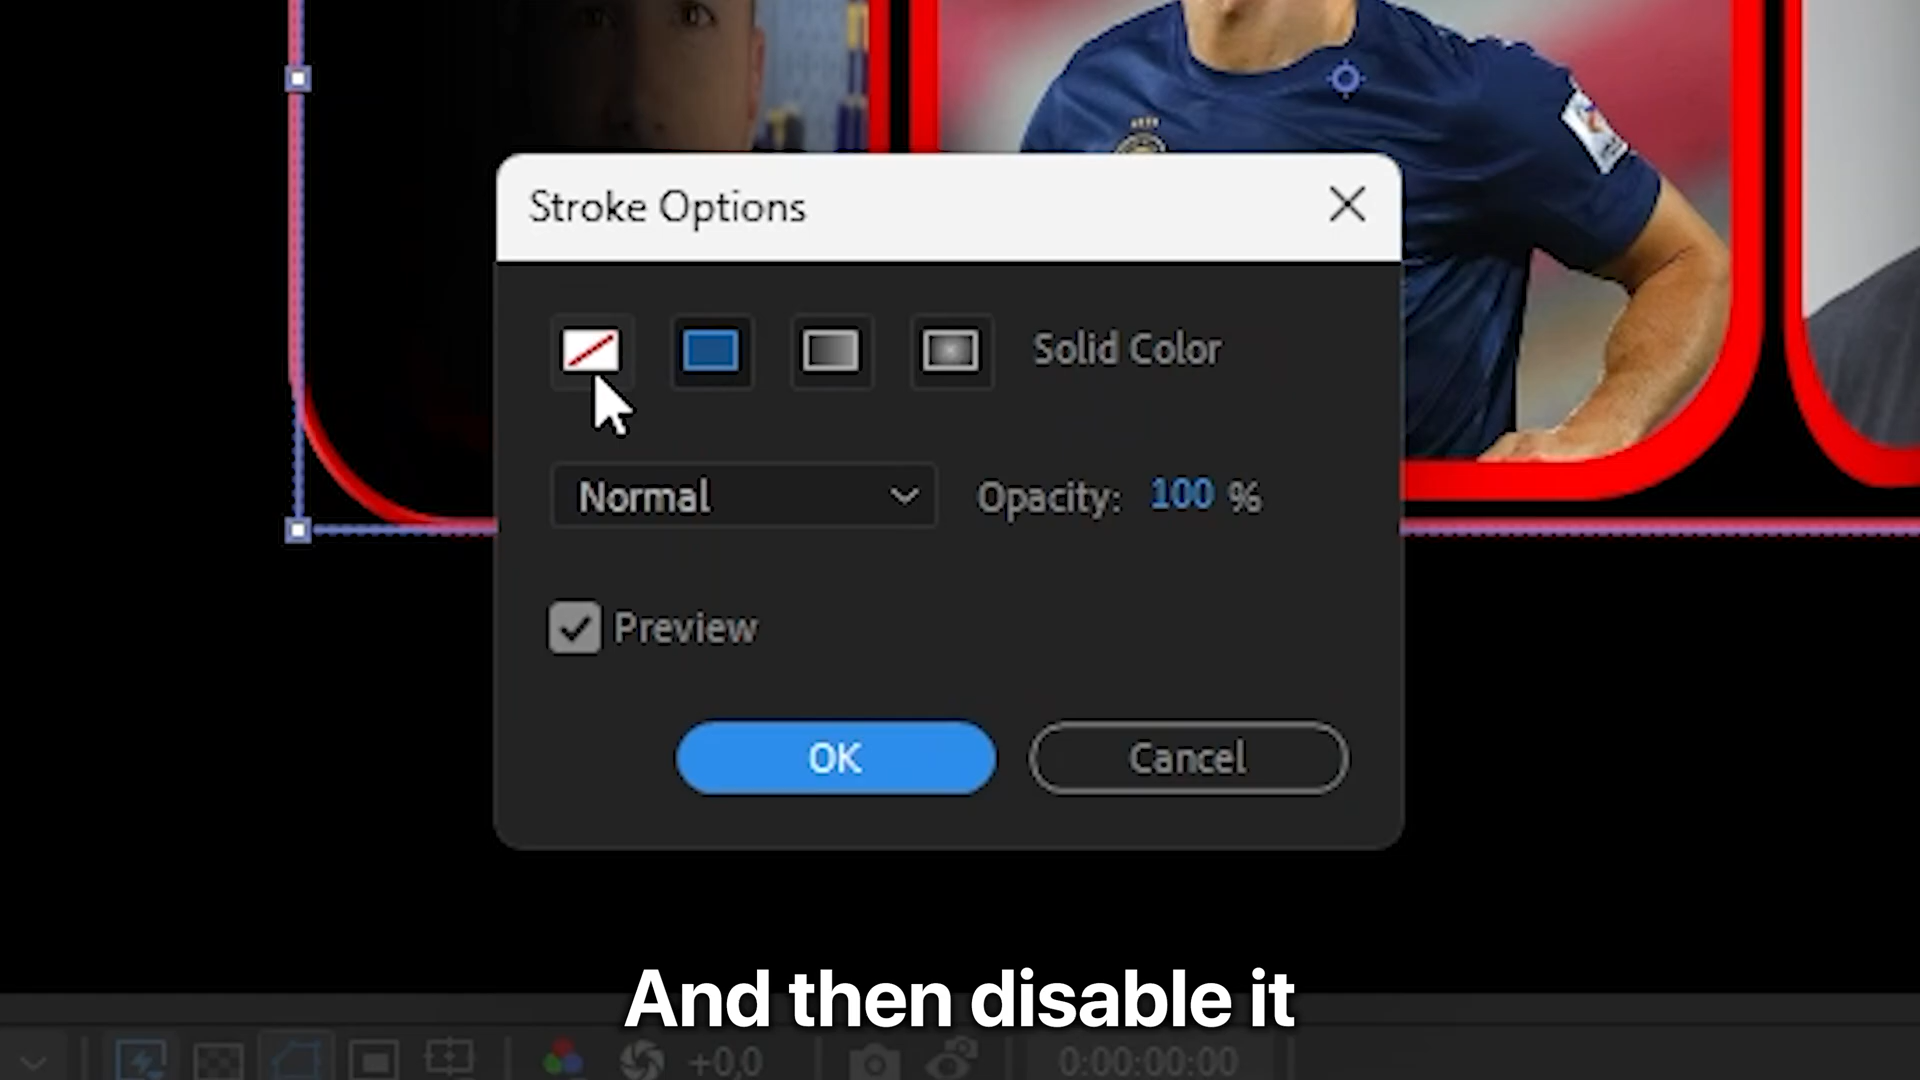 Stroke Options
Solid Color
Normal
Opacity: 100 %
Preview
OK
Cancel
And then disable it
+0,0
0:00:00:00